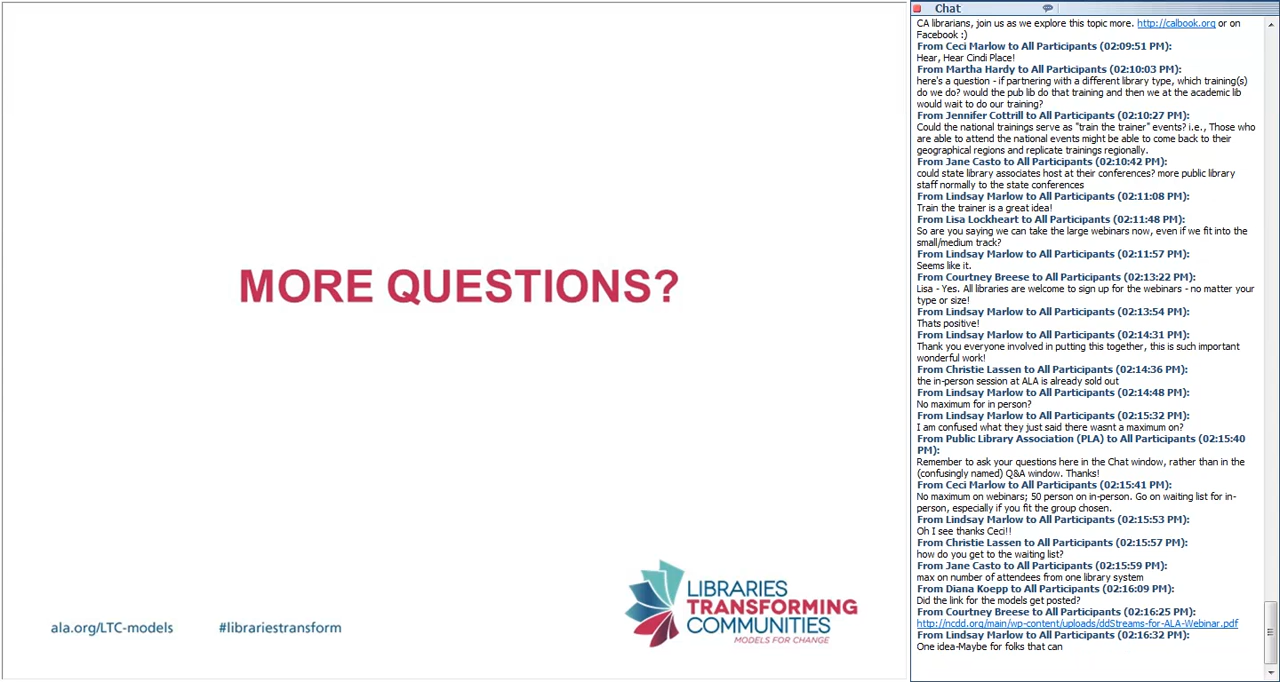 MORE QUESTIONS?
ala.org/LTC-models
#librariestransform
LIBRARIES
TRANSFORMING
COMMUNITIES
MODELS FOR CHANGE
Chat
CA librarians, join us as we explore this topic more. http://calbook.org or on
Facebook :)
From Ceci Marlow to All Participants (02:09:51 PM):
Hear, Hear Cindi Place!
From Martha Hardy to All Participants (02:10:03 PM):
here's a question - if partnering with a different library type, which training(s)
do we do? would the pub lib do that training and then we at the academic lib
would wait to do our training?
From Jennifer Cottrill to All Participants (02:10:27 PM):
Could the national trainings serve as "train the trainer" events? i.e., Those who
are able to attend the national events might be able to come back to their
geographical regions and replicate trainings regionally.
From Jane Casto to All Participants (02:10:42 PM):
could state library associates host at their conferences? more public library
staff normally to the state conferences
From Lindsay Marlow to All Participants (02:11:08 PM):
Train the trainer is a great idea!
From Lisa Lockheart to All Participants (02:11:48 PM):
So are you saying we can take the large webinars now, even if we fit into the
small/medium track?
From Lindsay Marlow to All Participants (02:11:57 PM):
Seems like it.
From Courtney Breese to All Participants (02:13:22 PM):
Lisa - Yes. All libraries are welcome to sign up for the webinars - no matter your
type or size!
From Lindsay Marlow to All Participants (02:13:54 PM):
Thats positive!
From Lindsay Marlow to All Participants (02:14:31 PM):
Thank you everyone involved in putting this together, this is such important
wonderful work!
From Christie Lassen to All Participants (02:14:36 PM):
the in-person session at ALA is already sold out
From Lindsay Marlow to All Participants (02:14:48 PM):
No maximum for in person?
From Lindsay Marlow to All Participants (02:15:32 PM):
I am confused what they just said there wasnt a maximum on?
From Public Library Association (PLA) to All Participants (02:15:40
PM):
Remember to ask your questions here in the Chat window, rather than in the
(confusingly named) Q&A window. Thanks!
From Ceci Marlow to All Participants (02:15:41 PM):
No maximum on webinars; 50 person on in-person. Go on waiting list for in-
person, especially if you fit the group chosen.
From Lindsay Marlow to All Participants (02:15:53 PM):
Oh I see thanks Ceci!!
From Christie Lassen to All Participants (02:15:57 PM):
how do you get to the waiting list?
From Jane Casto to All Participants (02:15:59 PM):
max on number of attendees from one library system
From Diana Koepp to All Participants (02:16:09 PM):
Did the link for the models get posted?
From Courtney Breese to All Participants (02:16:25 PM):
http://ncdd.org/main/wp-content/uploads/ddStreams-for-ALA-Webinar.pdf
From Lindsay Marlow to All Participants (02:16:32 PM):
One idea-Maybe for folks that can